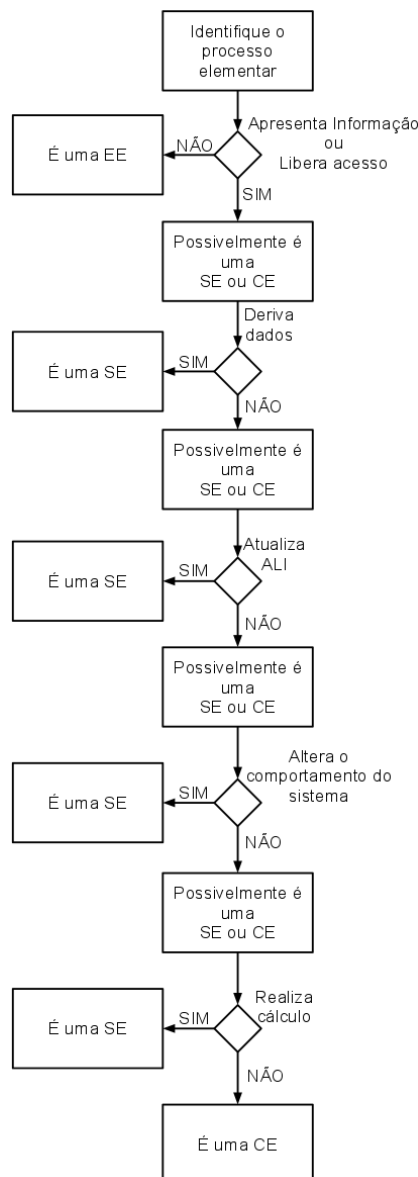 Identifique o
processo
elementar
Apresenta Informação
ou
Libera acesso
NÃO
É uma EE
SIM
Possivelmente é
uma
SE ou CE
Deriva
dados
SIM
É uma SE
NÃO
Possivelmente é
uma
SE ou CE
Atualiza
ALI
SIM
É uma SE
NÃO
Possivelmente é
uma
SE ou CE
Altera o
comportamento do
sistema
SIM
É uma SE
NÃO
Possivelmente é
uma
SE ou CE
Realiza
cálculo
SIM
É uma SE
NÃO
É uma CE